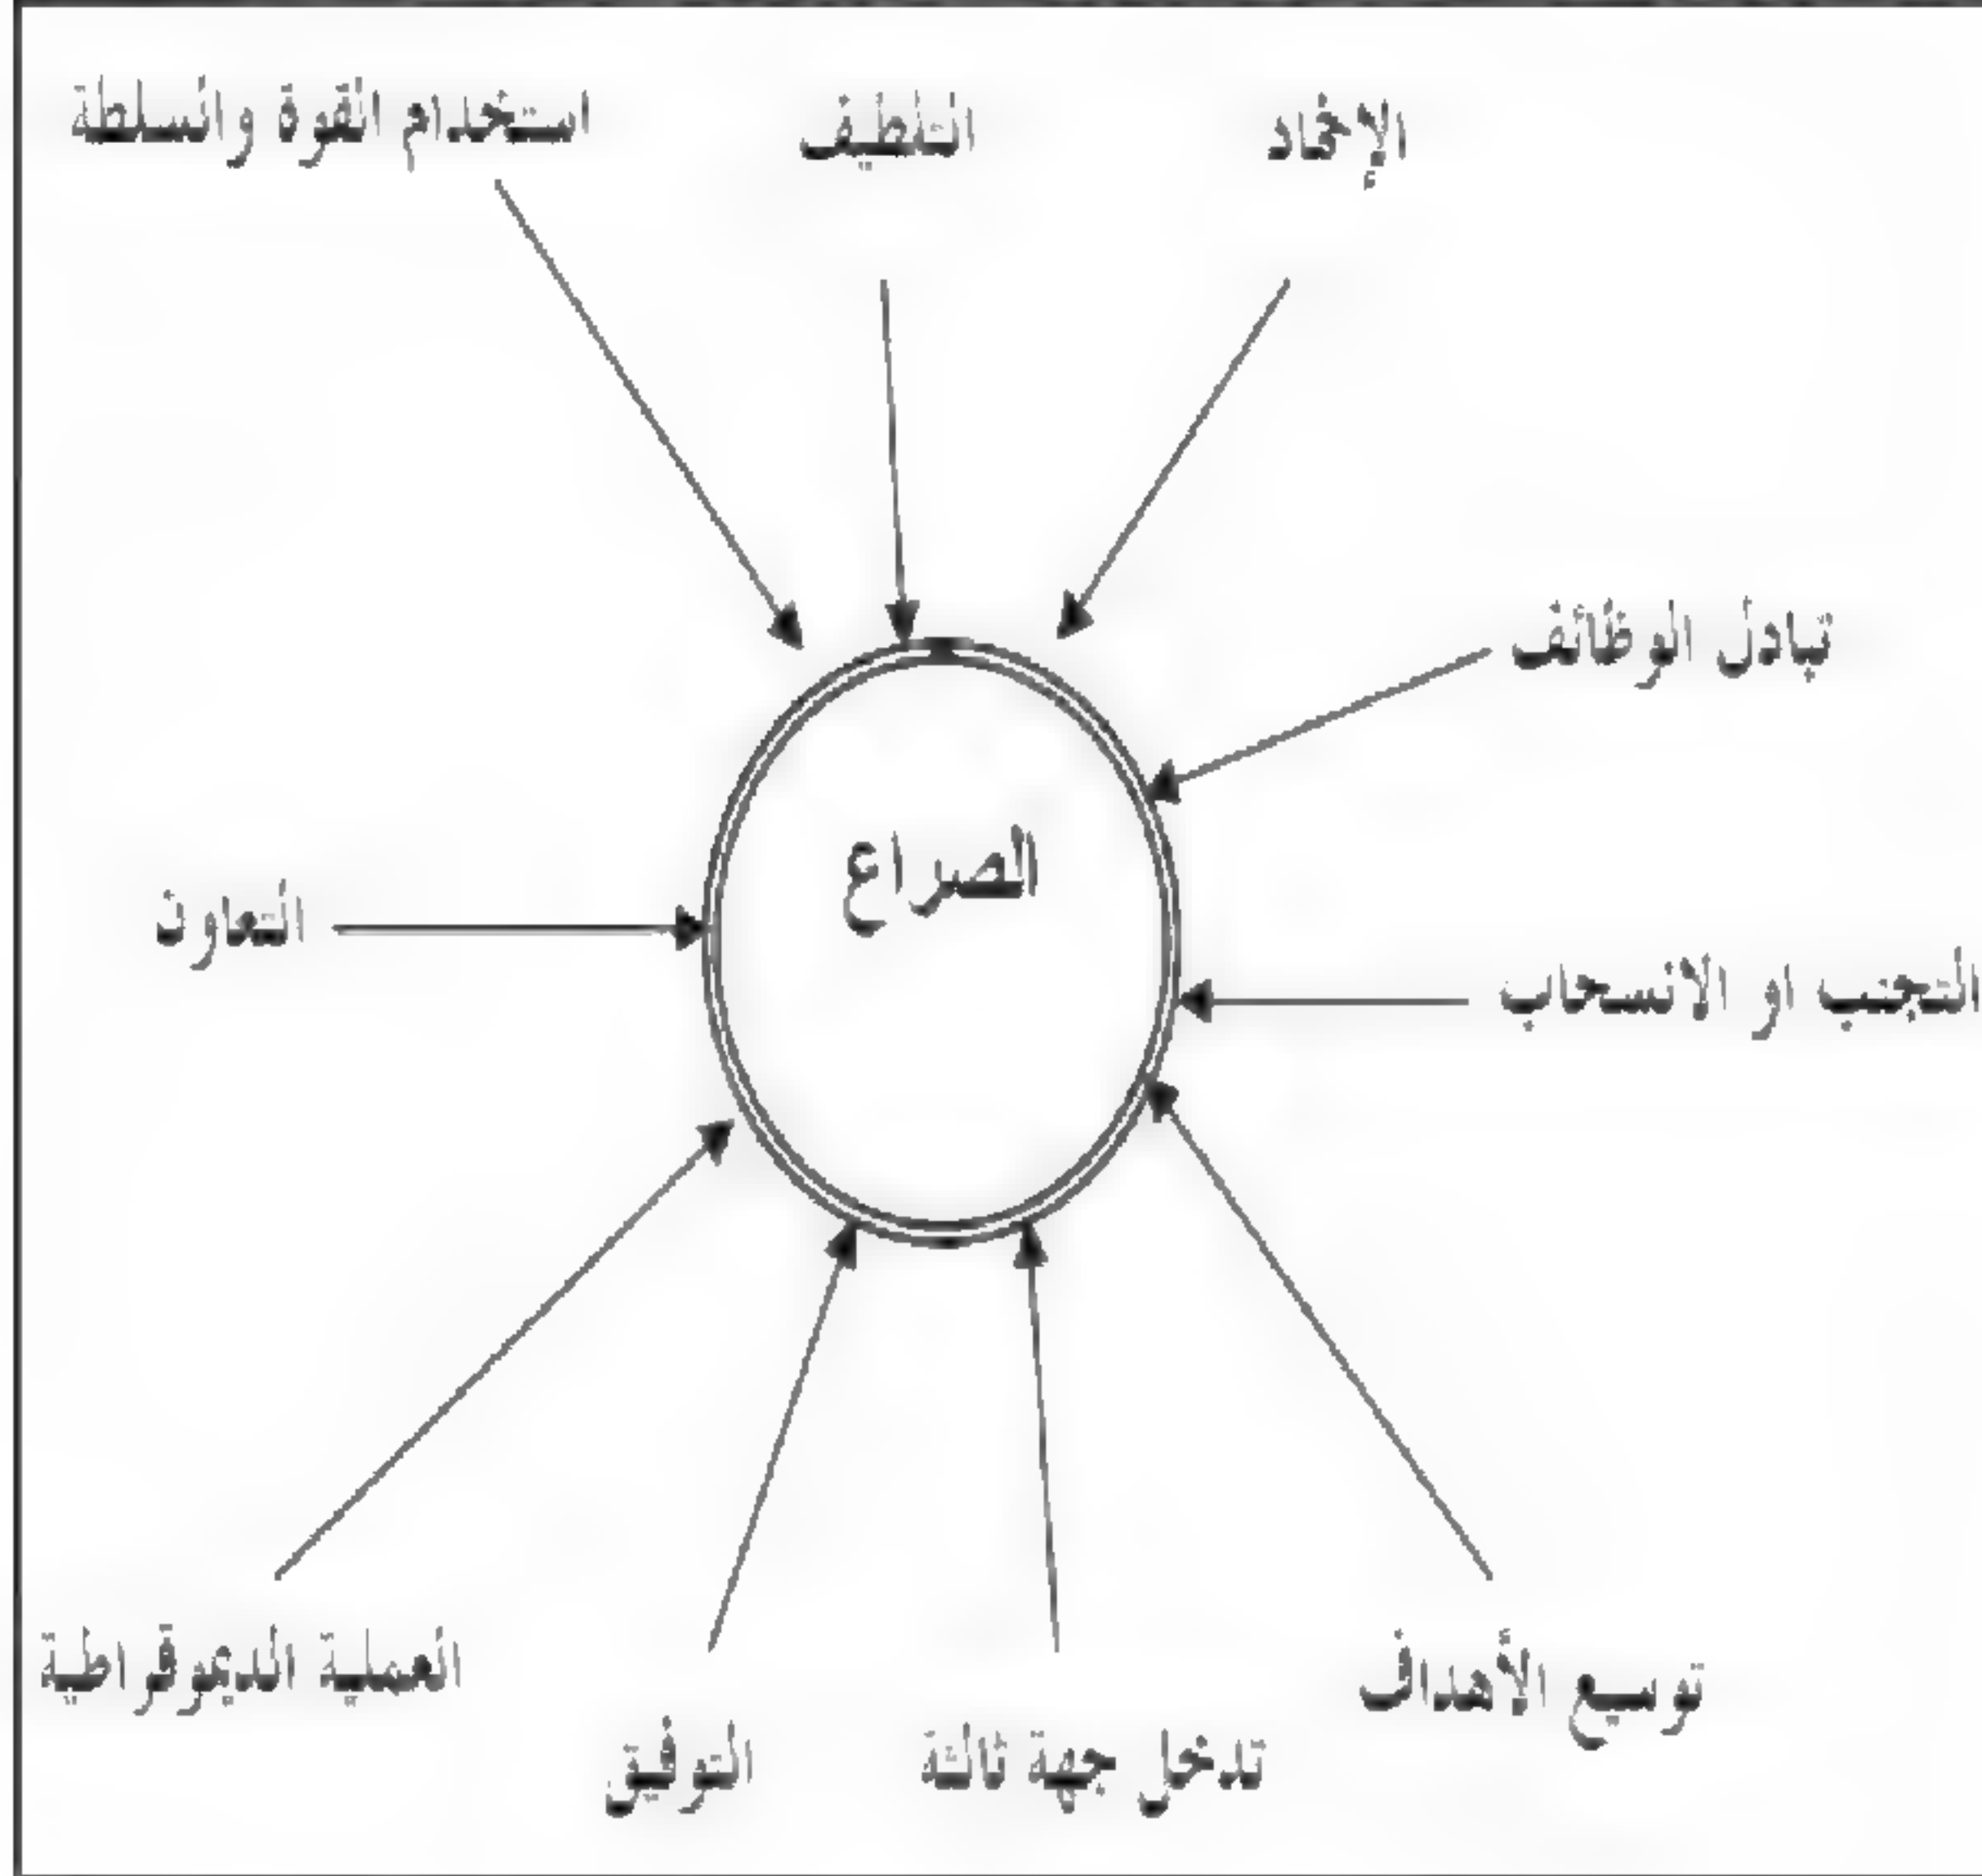 الإخماد
التلطيف
استخدام القوة والسلطة
تبادل الوظائف
الصراع
التعاون
التجنب او الانسحاب
توسيع الأهداف
العملية الديموقراطية
تدخل جهة ثالثة
التوفيق